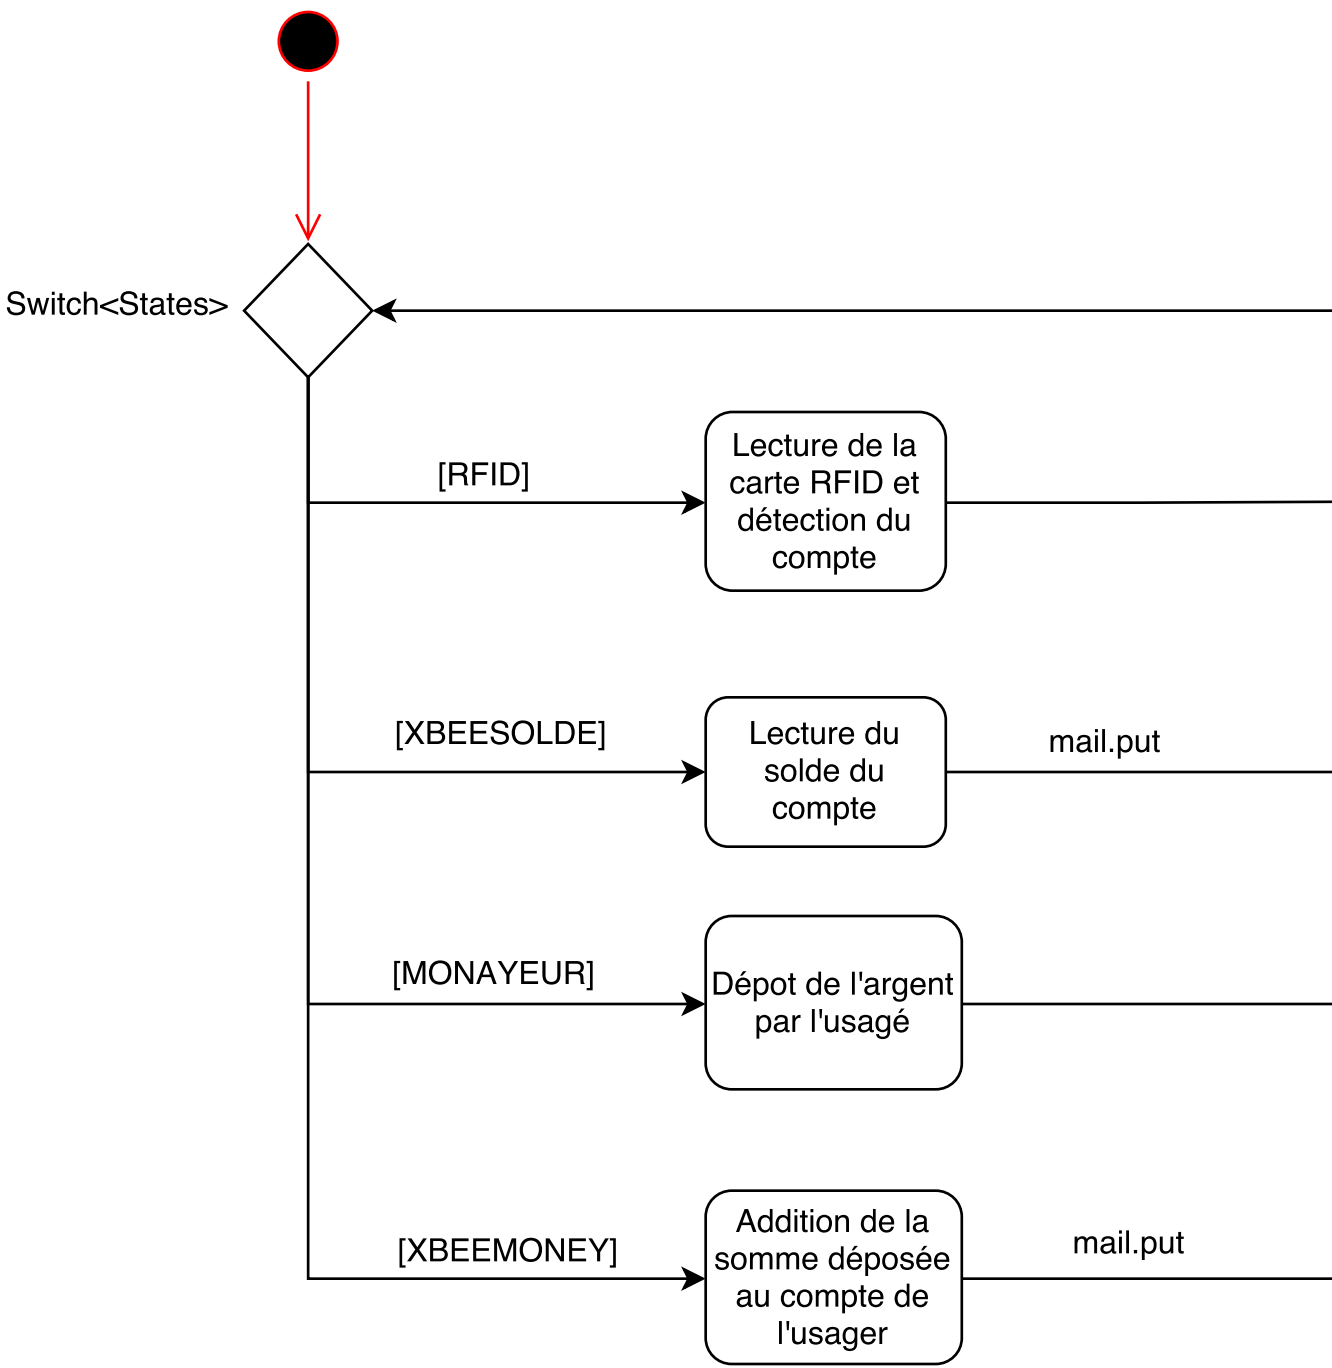 Switch<States>
[RFID]
Lecture de la
carte RFID et
détection du
compte
[XBEESOLDE]
Lecture du
solde du
compte
mail.put
[MONAYEUR]
Dépot de l'argent
par l'usagé
[XBEEMONEY]
Addition de la
somme déposée
au compte de
l'usager
mail.put